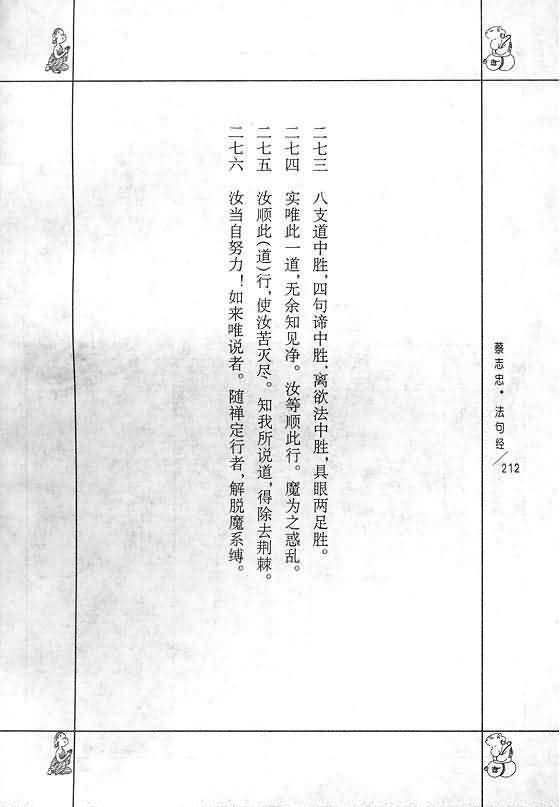 二七三 八支道中胜，四句谛中胜，离欲法中胜，具眼两足胜。
二七四 实唯此一道，无余知见净。汝等顺此行。魔为之惑乱。
二七五 汝顺此(道)行，使汝苦灭尽。知我所说道，得除去荆棘。
二七六 汝当自努力！如来唯说者。随禅定行者，解脱魔系缚。
蔡志忠·法句经/212